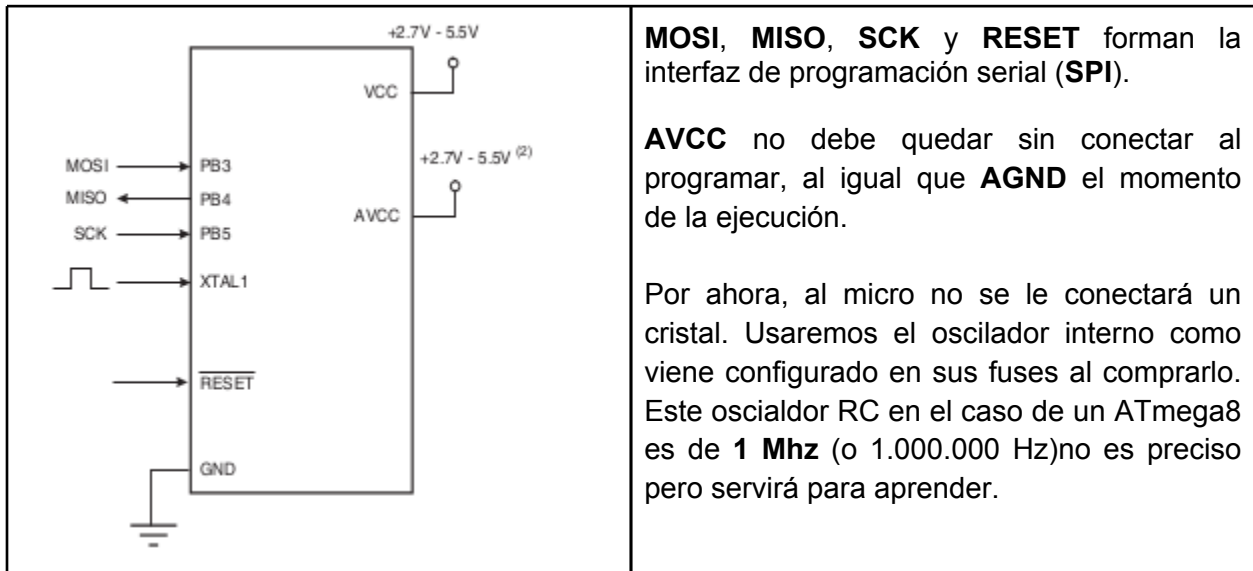 +2.7V - 5.5V
VCC
+2.7V - 5.5V (2)
AVCC
MOSI
PB3
MISO
PB4
SCK
PB5
XTAL1
RESET
GND
MOSI, MISO, SCK y RESET forman la
interfaz de programación serial (SPI).
AVCC no debe quedar sin conectar al
programar, al igual que AGND el momento
de la ejecución.
Por ahora, al micro no se le conectará un
cristal. Usaremos el oscilador interno como
viene configurado en sus fuses al comprarlo.
Este oscialdor RC en el caso de un ATmega8
es de 1 Mhz (o 1.000.000 Hz)no es preciso
pero servirá para aprender.